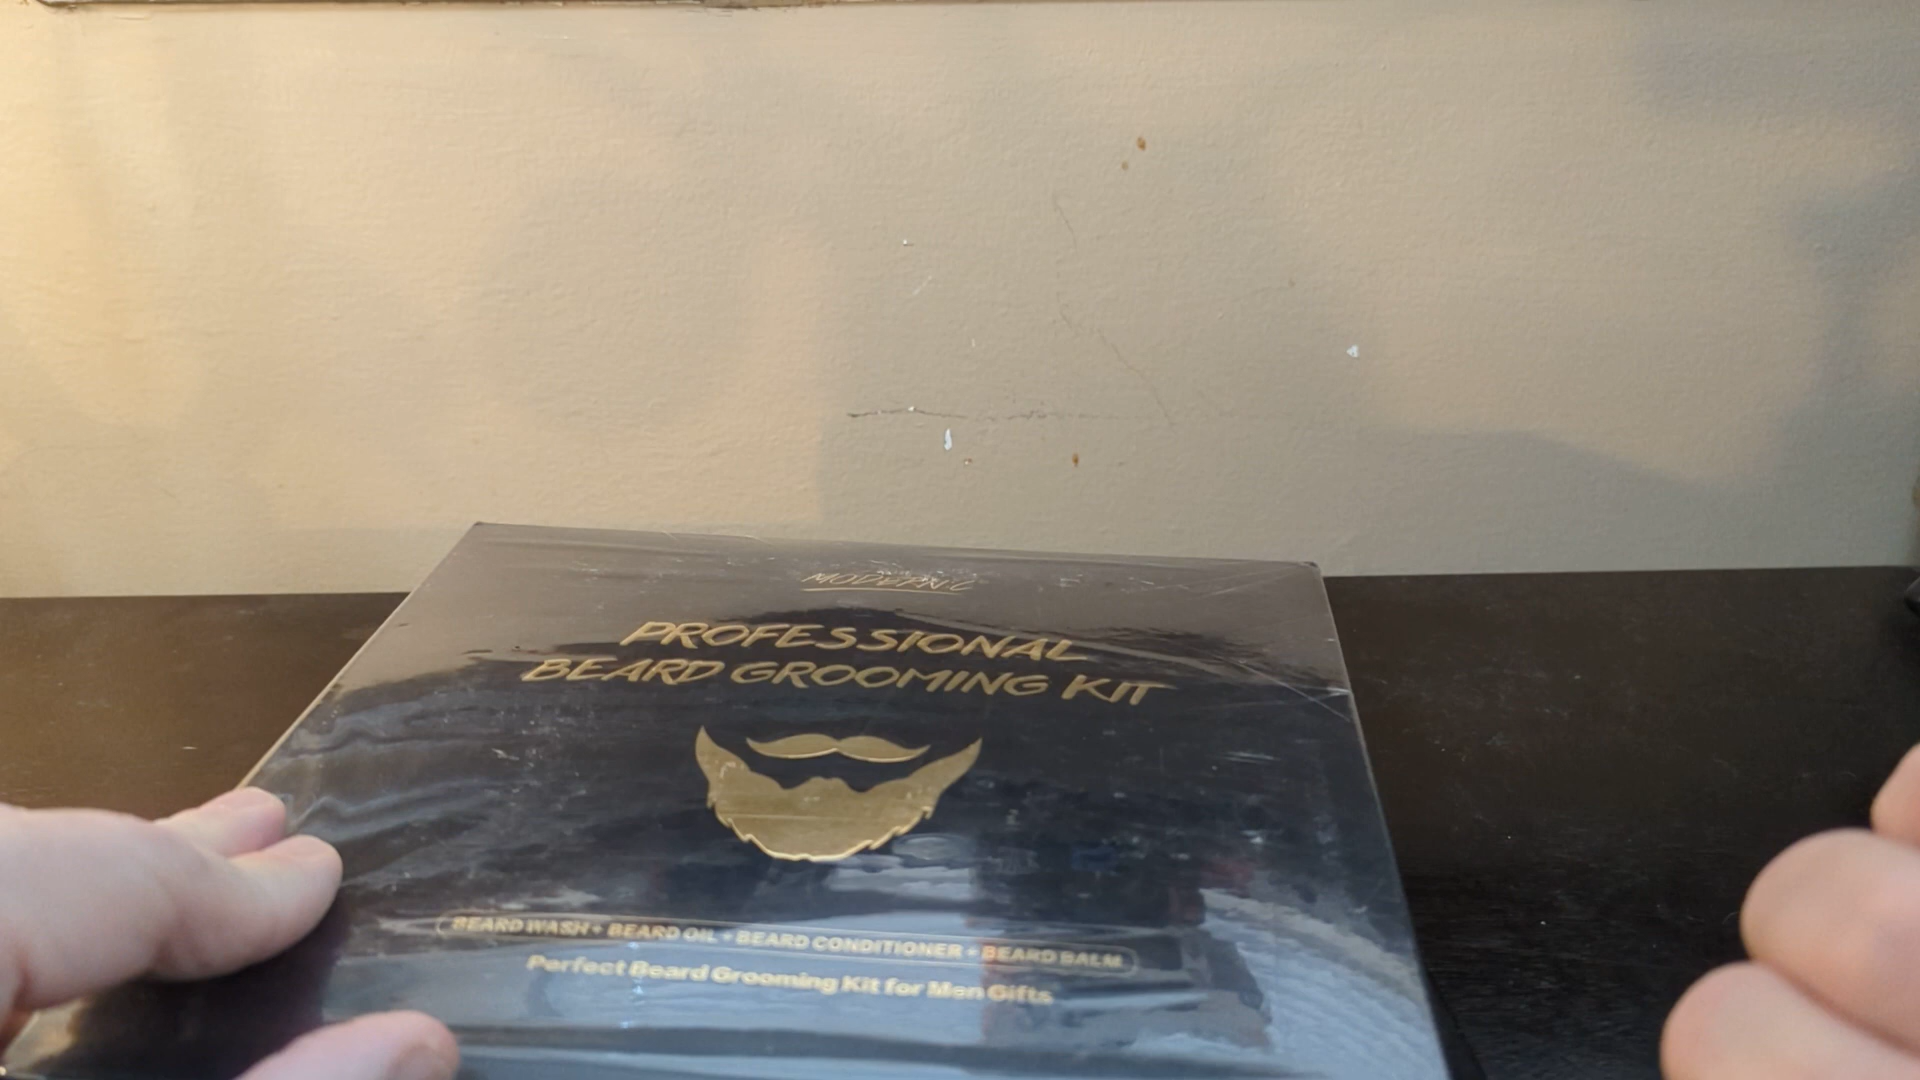 MODERNIC
PROFESSIONAL
BEARD GROOMING KIT
BEARD WASH + BEARD OIL + BEARD CONDITIONER + BEARD BALM
Perfect Beard Grooming Kit for Men Gifts